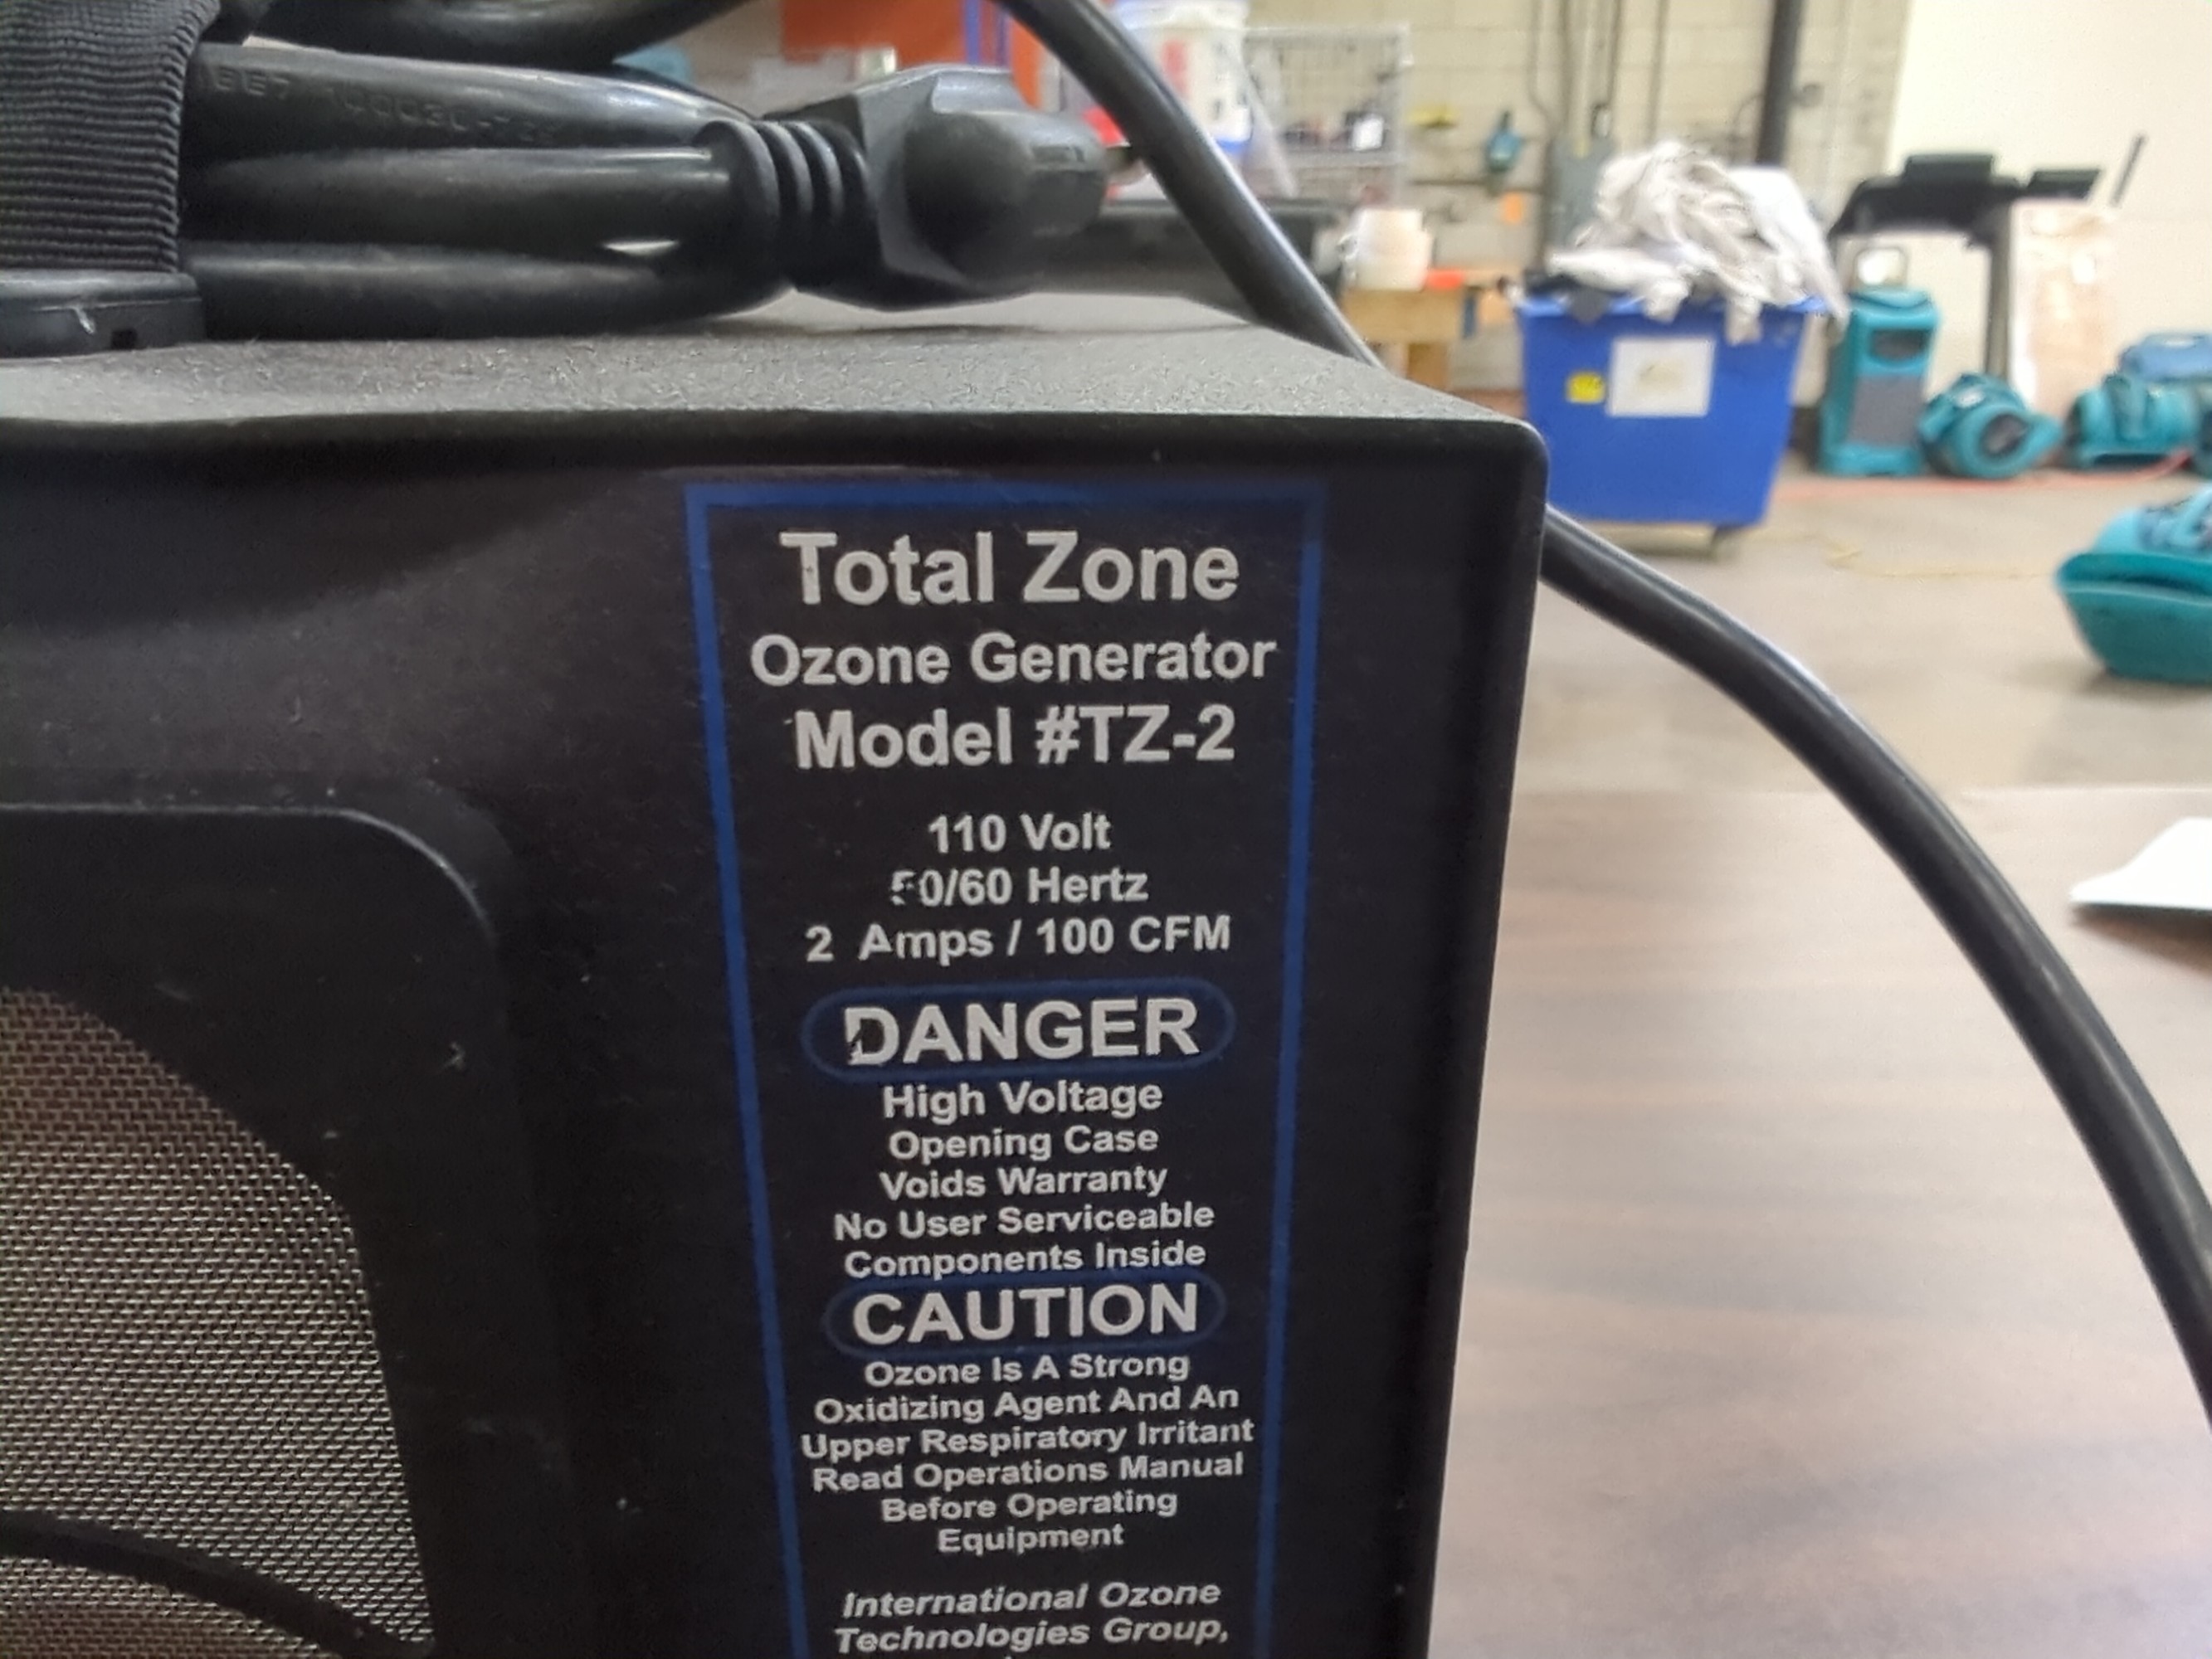 Total Zone
Ozone Generator
Model #TZ-2
110 Volt
50/60 Hertz
2 Amps / 100 CFM
DANGER
High Voltage
Opening Case
Voids Warranty
No User Serviceable
Components Inside
CAUTION
Ozone Is A Strong
Oxidizing Agent And An
Upper Respiratory Irritant
Read Operations Manual
Before Operating
Equipment
International Ozone
Technologies Group,